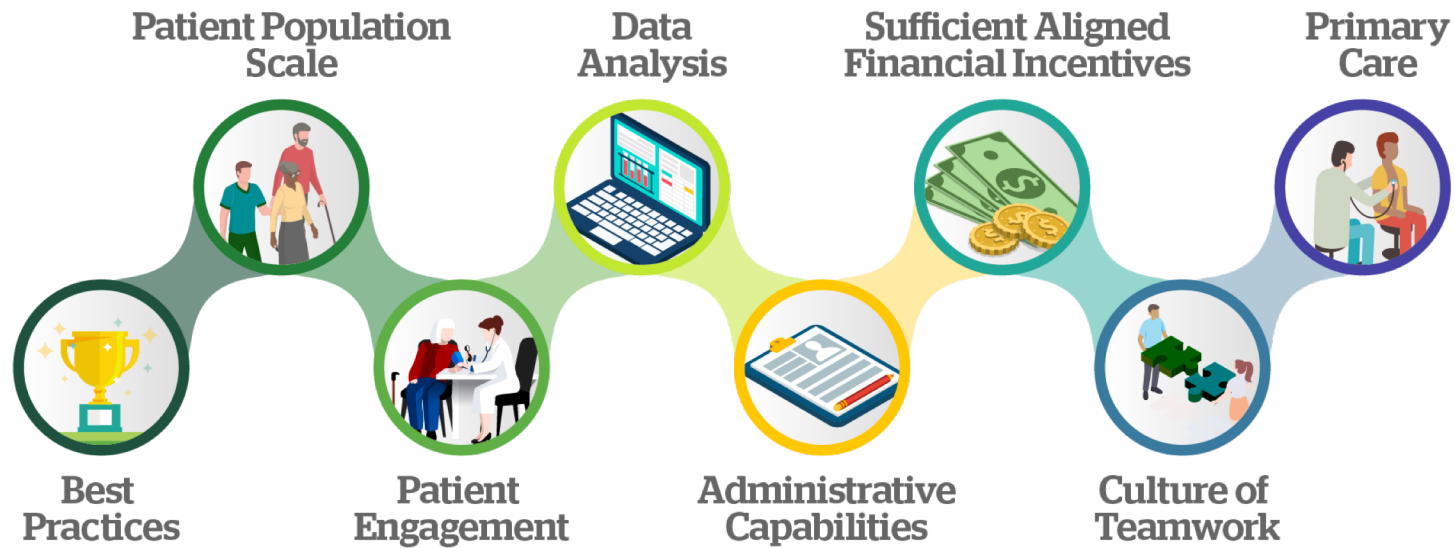 Patient Population
Scale
Data
Analysis
Sufficient Aligned
Financial Incentives
Primary
Care
Best
Practices
Patient
Engagement
Administrative
Capabilities
Culture of
Teamwork